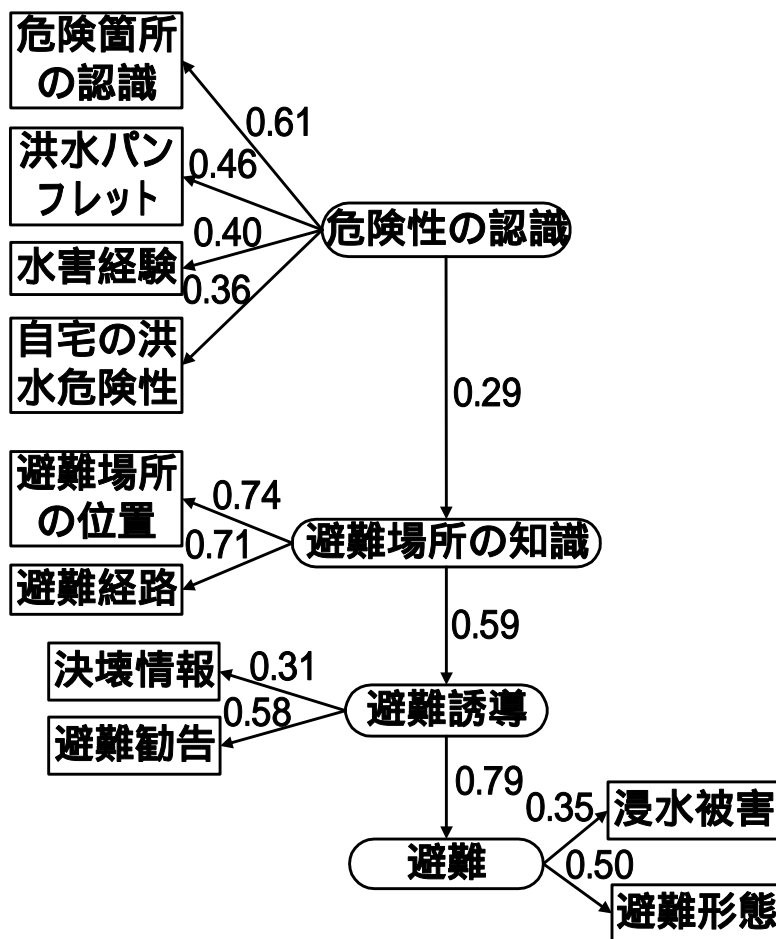 危険箇所
の認識
0.61
洪水パン
フレット
0.46
危険性の認識
0.40
水害経験
0.36
自宅の洪
水危険性
0.29
避難場所
の位置
0.74
避難場所の知識
0.71
避難経路
0.59
決壊情報
0.31
避難誘導
0.58
避難勧告
0.79
浸水被害
0.35
避難
0.50
避難形態